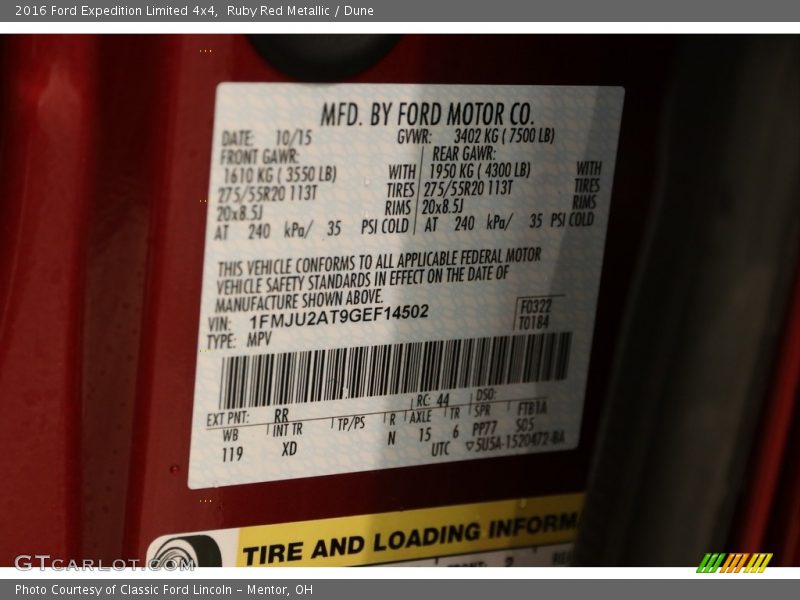 2016 Ford Expedition Limited 4x4, Ruby Red Metallic / Dune
MFD. BY FORD MOTOR CO.
DATE: 10/15 GVWR: 3402 KG ( 7500 LB)
FRONT GAWR: REAR GAWR:
1610 KG ( 3550 LB) WITH 1950 KG ( 4300 LB) WITH
275/55R20 113T TIRES 275/55R20 113T TIRES
20x8.5J RIMS 20x8.5J RIMS
AT 240 kPa/ 35 PSI COLD AT 240 kPa/ 35 PSI COLD
THIS VEHICLE CONFORMS TO ALL APPLICABLE FEDERAL MOTOR
VEHICLE SAFETY STANDARDS IN EFFECT ON THE DATE OF
MANUFACTURE SHOWN ABOVE.
VIN: 1FMJU2AT9GEF14502 F0322
TYPE: MPV T0184
EXT PNT: RR RC: 44 DSO:
WB INT TR TP/PS R AXLE TR SPR FTB1A
119 XD N 15 6 PP77 S05
UTC ▽5U5A-1520472-BA
TIRE AND LOADING INFORM
GTCarLot.com
Photo Courtesy of Classic Ford Lincoln – Mentor, OH